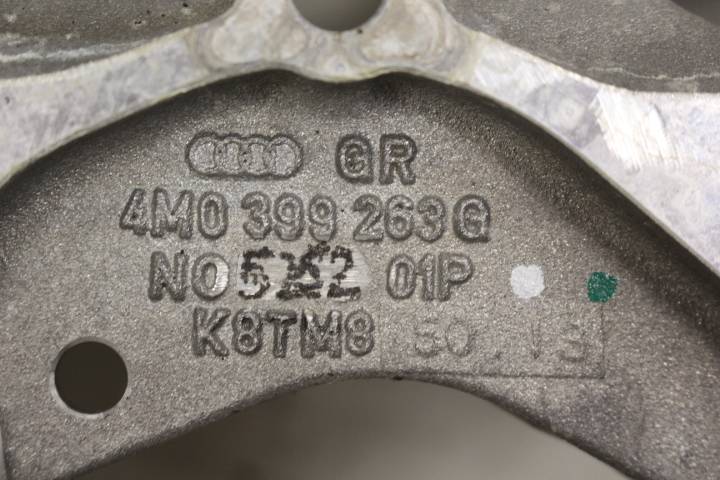 GR
4M0 399 263 Q
NO 01P
K8TM8